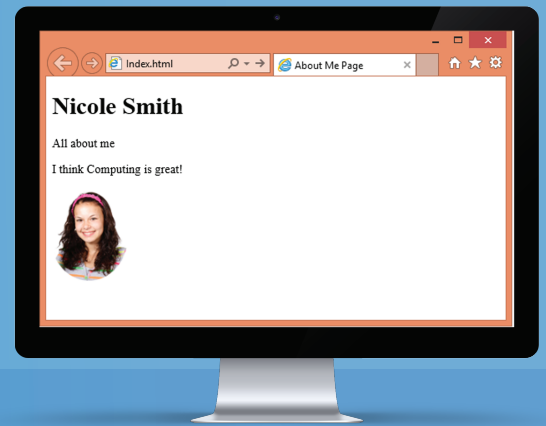 Index.html
About Me Page
Nicole Smith
All about me
I think Computing is great!